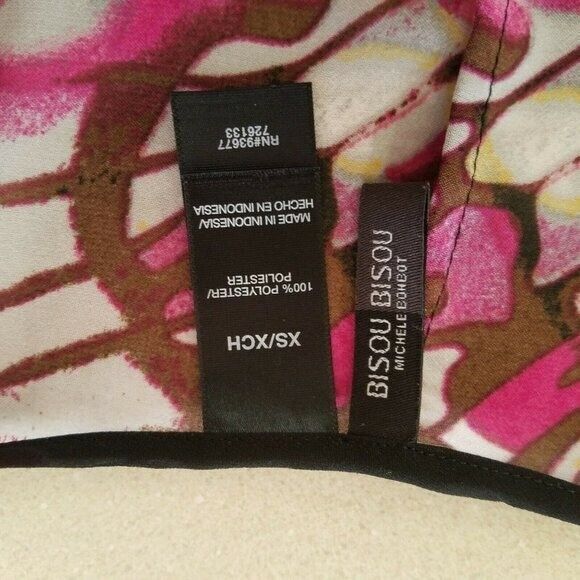 XS/XCH
100% POLYESTER/
POLIESTER
MADE IN INDONESIA/
HECHO EN INDONESIA
RN#93677
726133
BISOU BISOU
MICHELE BOHBOT